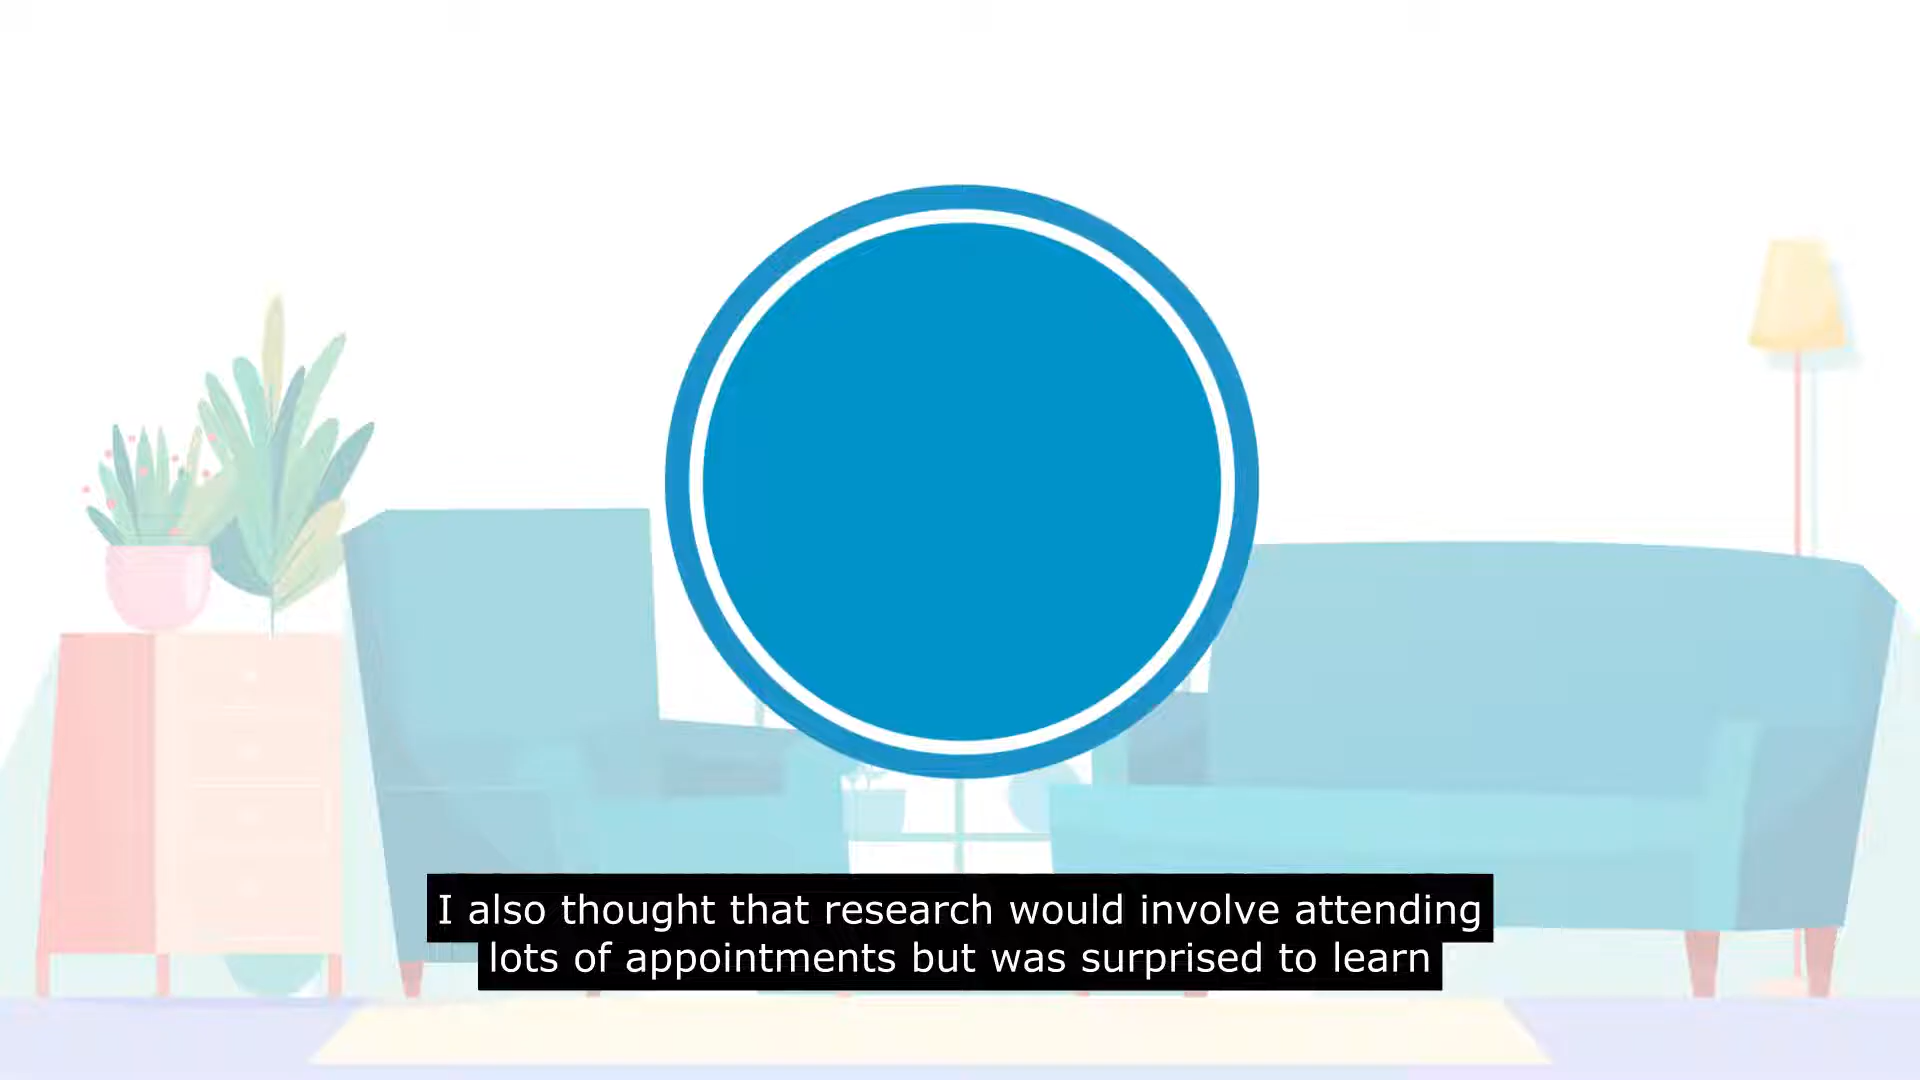 I also thought that research would involve attending
lots of appointments but was surprised to learn